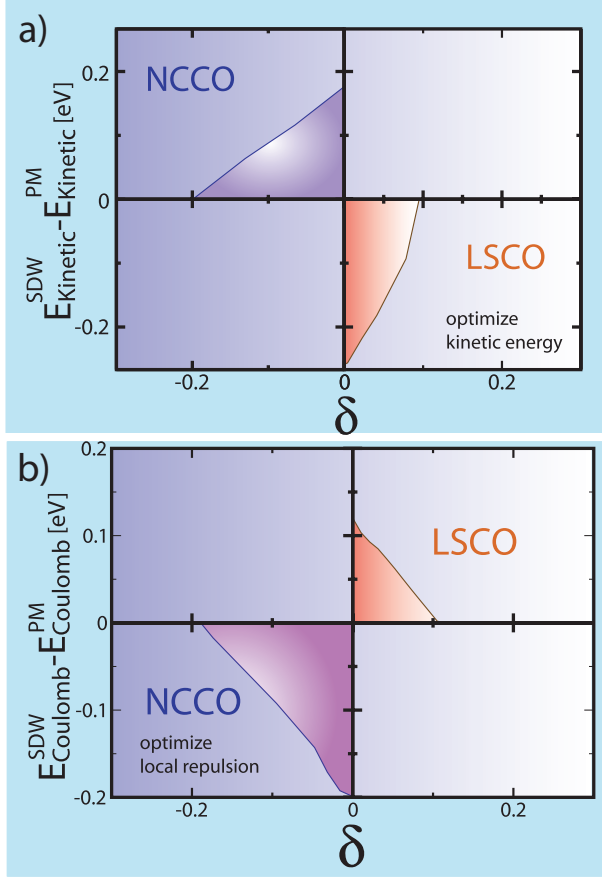 a)
NCCO
0.2
0
-0.2
E^SDW_Kinetic-E^PM_Kinetic [eV]
LSCO
optimize
kinetic energy
-0.2 0 0.2
δ
b)
0.2
0.1
0
-0.1
-0.2
E^SDW_Coulomb-E^PM_Coulomb [eV]
LSCO
NCCO
optimize
local repulsion
-0.2 0 0.2
δ